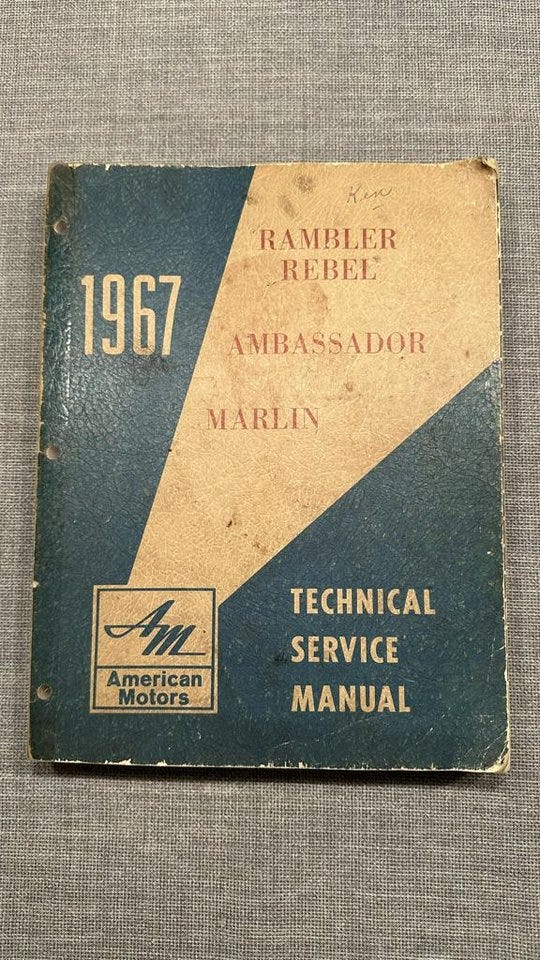 Ken
RAMBLER
REBEL
1967
AMBASSADOR
MARLIN
TECHNICAL
SERVICE
MANUAL
AM
American
Motors